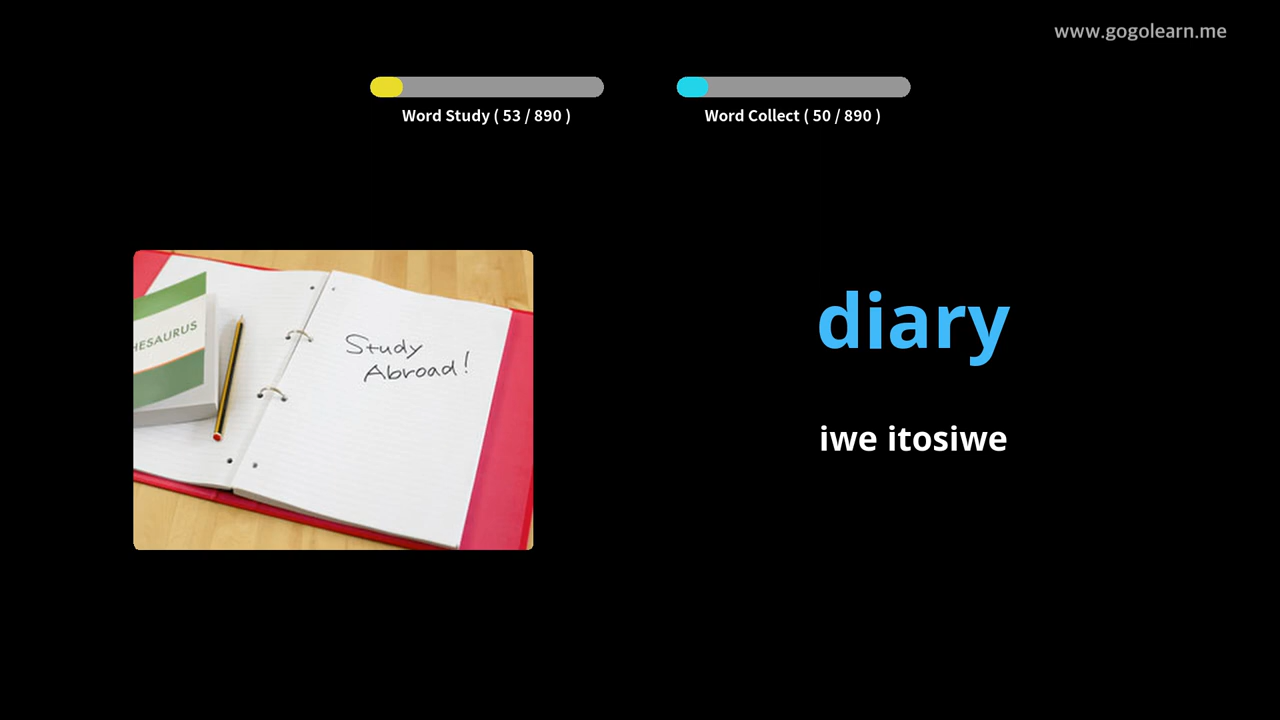 www.gogolearn.me
Word Study ( 53 / 890 )
Word Collect ( 50 / 890 )
HESAURUS
Study
Abroad!
diary
iwe itosiwe